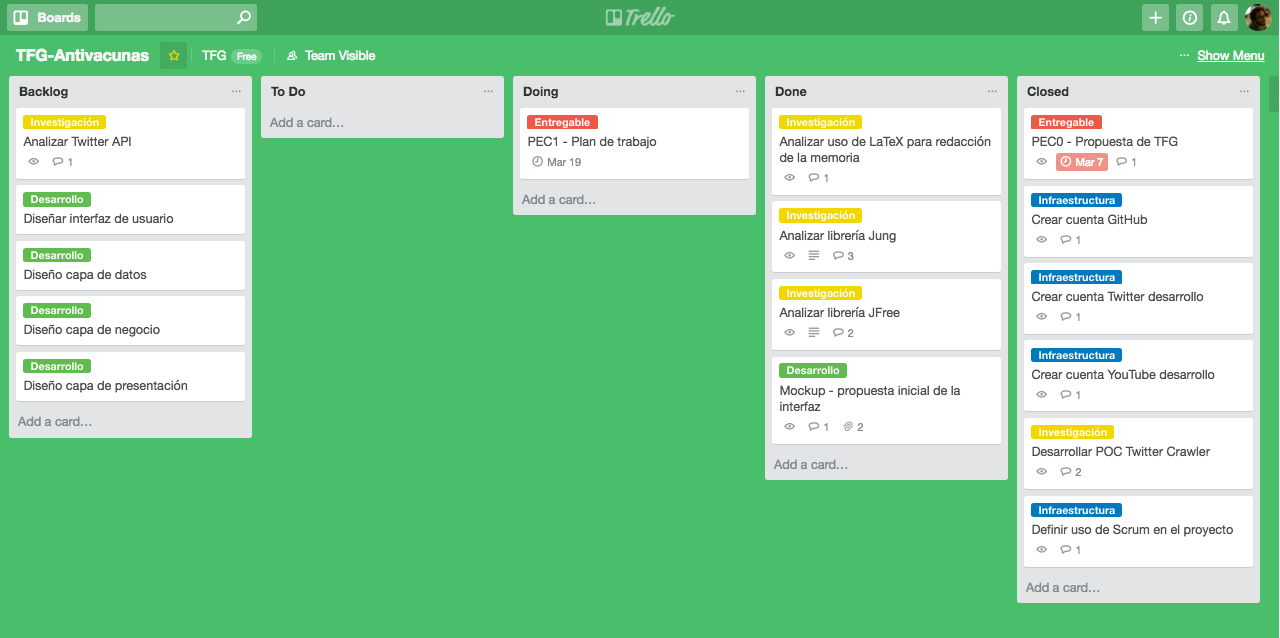 Boards
Trello
TFG-Antivacunas
TFG Free
Team Visible
··· Show Menu
Backlog
Investigación
Analizar Twitter API
1
Desarrollo
Diseñar interfaz de usuario
Desarrollo
Diseño capa de datos
Desarrollo
Diseño capa de negocio
Desarrollo
Diseño capa de presentación
Add a card...
To Do
Add a card...
Doing
Entregable
PEC1 - Plan de trabajo
Mar 19
Add a card...
Done
Investigación
Analizar uso de LaTeX para redacción
de la memoria
1
Investigación
Analizar librería Jung
3
Investigación
Analizar librería JFree
2
Desarrollo
Mockup - propuesta inicial de la
interfaz
1 2
Add a card...
Closed
Entregable
PEC0 - Propuesta de TFG
Mar 7 1
Infraestructura
Crear cuenta GitHub
1
Infraestructura
Crear cuenta Twitter desarrollo
1
Infraestructura
Crear cuenta YouTube desarrollo
1
Investigación
Desarrollar POC Twitter Crawler
2
Infraestructura
Definir uso de Scrum en el proyecto
1
Add a card...